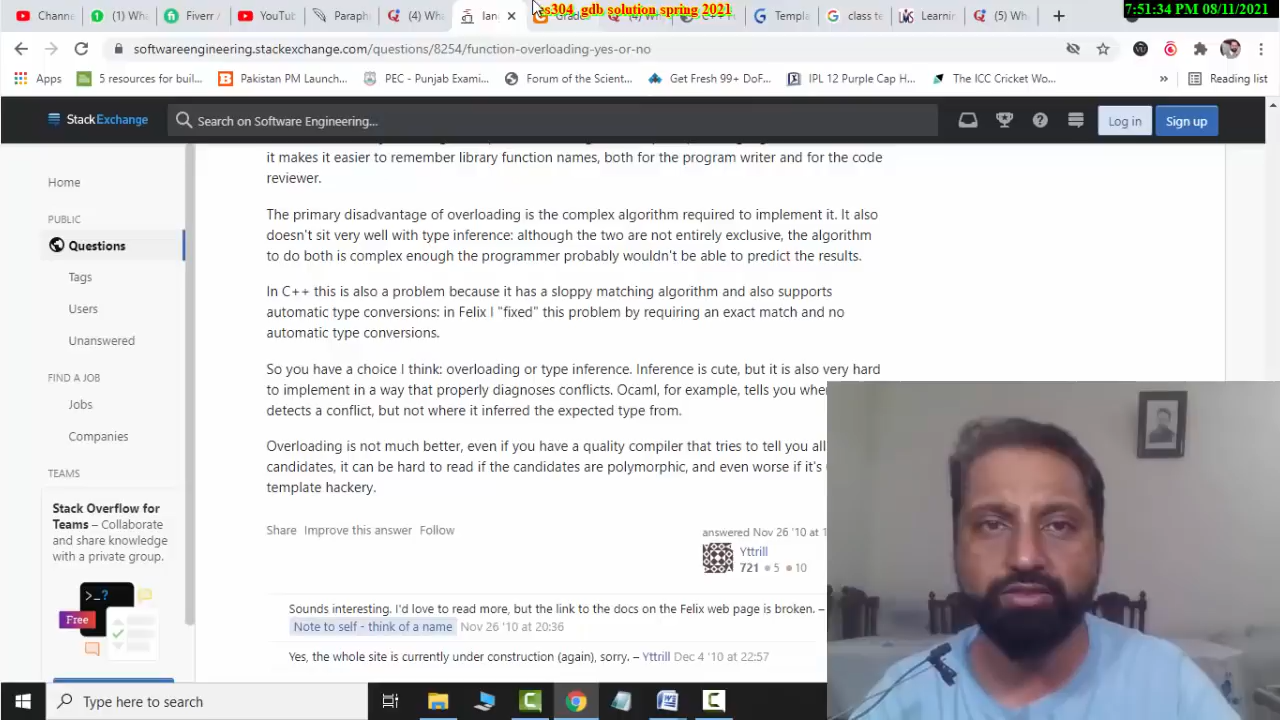 Channe
(1) What
Fiverr /
YouTub
Paraph
(4) Wha
lan
cs304 gdb solution spring 2021
Templa
class te
Learnin
(5) Wh
7:51:34 PM 08/11/2021
softwareengineering.stackexchange.com/questions/8254/function-overloading-yes-or-no
Apps
5 resources for buil...
Pakistan PM Launch...
PEC - Punjab Exami...
Forum of the Scient...
Get Fresh 99+ DoF...
IPL 12 Purple Cap H...
The ICC Cricket Wo...
»
Reading list
StackExchange
Search on Software Engineering...
Log in
Sign up
Home
PUBLIC
Questions
Tags
Users
Unanswered
FIND A JOB
Jobs
Companies
TEAMS
Stack Overflow for
Teams – Collaborate
and share knowledge
with a private group.
>_?
Free
it makes it easier to remember library function names, both for the program writer and for the code
reviewer.
The primary disadvantage of overloading is the complex algorithm required to implement it. It also
doesn't sit very well with type inference: although the two are not entirely exclusive, the algorithm
to do both is complex enough the programmer probably wouldn't be able to predict the results.
In C++ this is also a problem because it has a sloppy matching algorithm and also supports
automatic type conversions: in Felix I "fixed" this problem by requiring an exact match and no
automatic type conversions.
So you have a choice I think: overloading or type inference. Inference is cute, but it is also very hard
to implement in a way that properly diagnoses conflicts. Ocaml, for example, tells you
detects a conflict, but not where it inferred the expected type from.
Overloading is not much better, even if you have a quality compiler that tries to tell you all
candidates, it can be hard to read if the candidates are polymorphic, and even worse if it's
template hackery.
Share Improve this answer Follow
answered Nov 26 '10 at
Yttrill
721 5 10
Sounds interesting. I'd love to read more, but the link to the docs on the Felix web page is broken. –
Note to self - think of a name Nov 26 '10 at 20:36
Yes, the whole site is currently under construction (again), sorry. – Yttrill Dec 4 '10 at 22:57
Type here to search